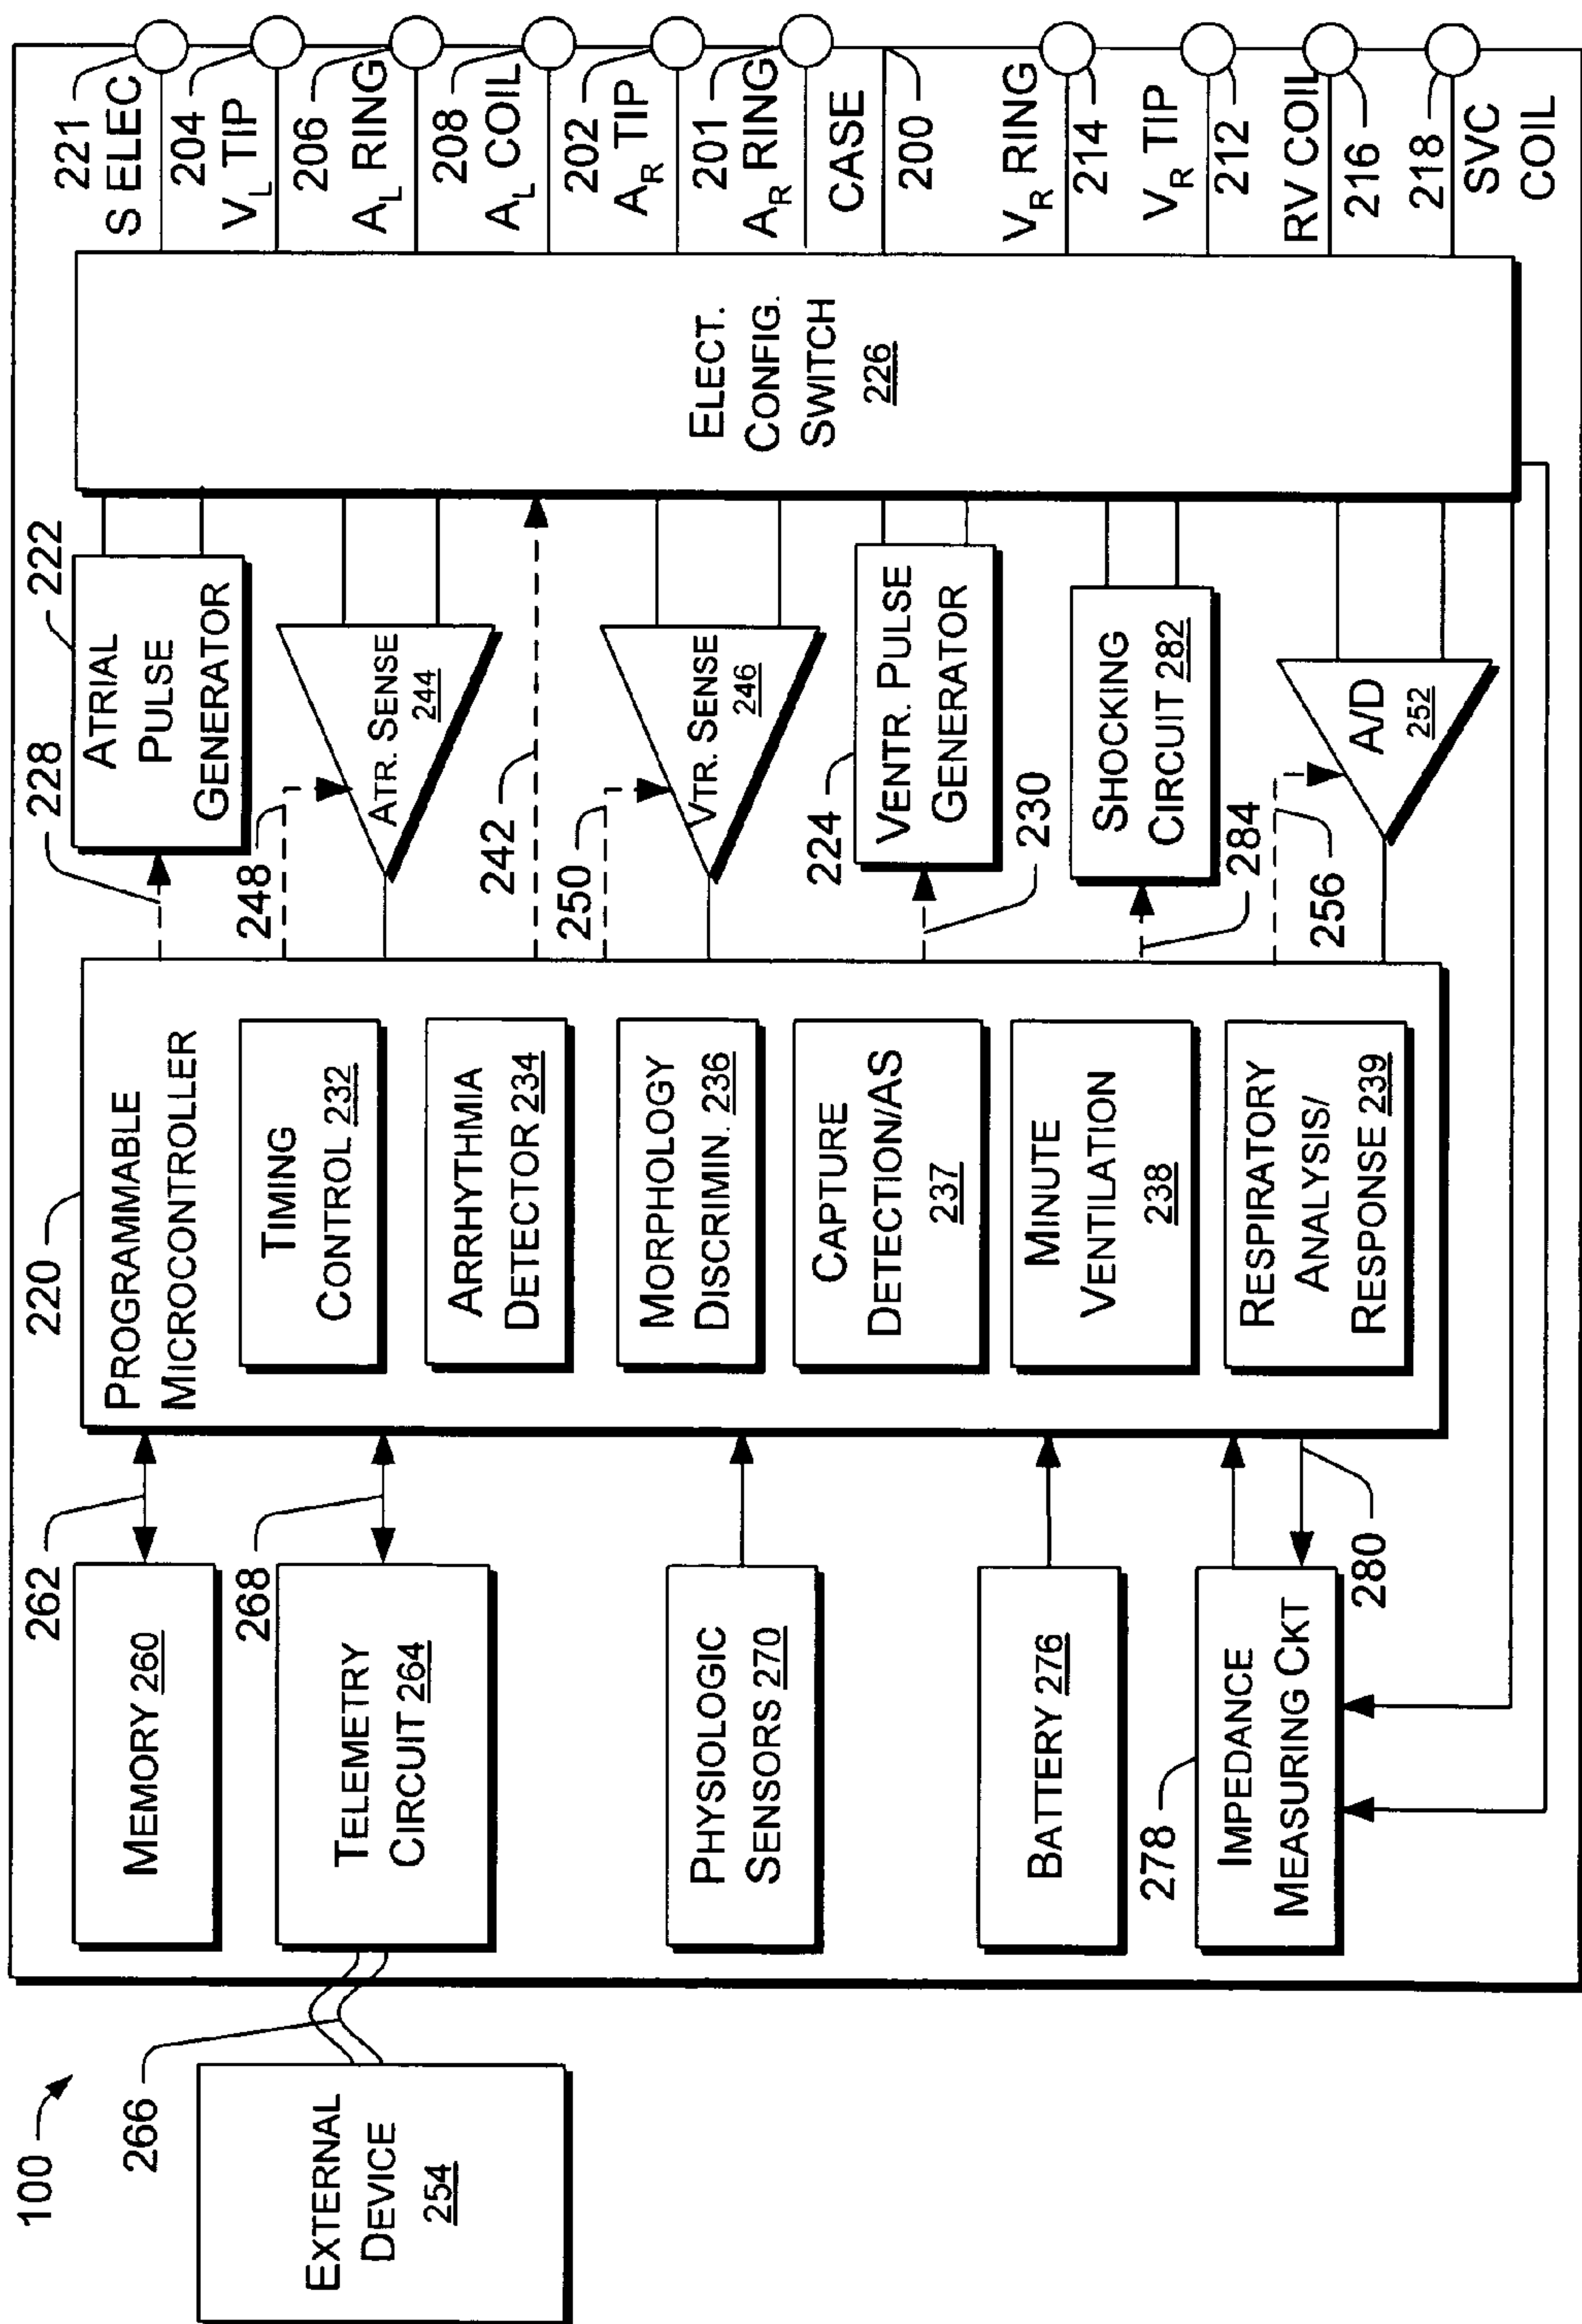 100
EXTERNAL
DEVICE
254
266
MEMORY 260
262
TELEMETRY
CIRCUIT 264
268
PHYSIOLOGIC
SENSORS 270
BATTERY 276
278
IMPEDANCE
MEASURING CKT
280
220
PROGRAMMABLE
MICROCONTROLLER
TIMING
CONTROL 232
ARRHYTHMIA
DETECTOR 234
MORPHOLOGY
DISCRIMIN. 236
CAPTURE
DETECTION/AS
237
MINUTE
VENTILATION
238
RESPIRATORY
ANALYSIS/
RESPONSE 239
228
222
ATRIAL
PULSE
GENERATOR
248
ATR. SENSE
244
242
250
VTR. SENSE
246
224
VENTR. PULSE
GENERATOR
230
SHOCKING
CIRCUIT 282
284
256
A/D
252
ELECT.
CONFIG.
SWITCH
226
221
S ELEC
204
VL TIP
206
AL RING
208
AL COIL
202
AR TIP
201
AR RING
CASE
200
VR RING
214
VR TIP
212
RV COIL
216
218
SVC
COIL